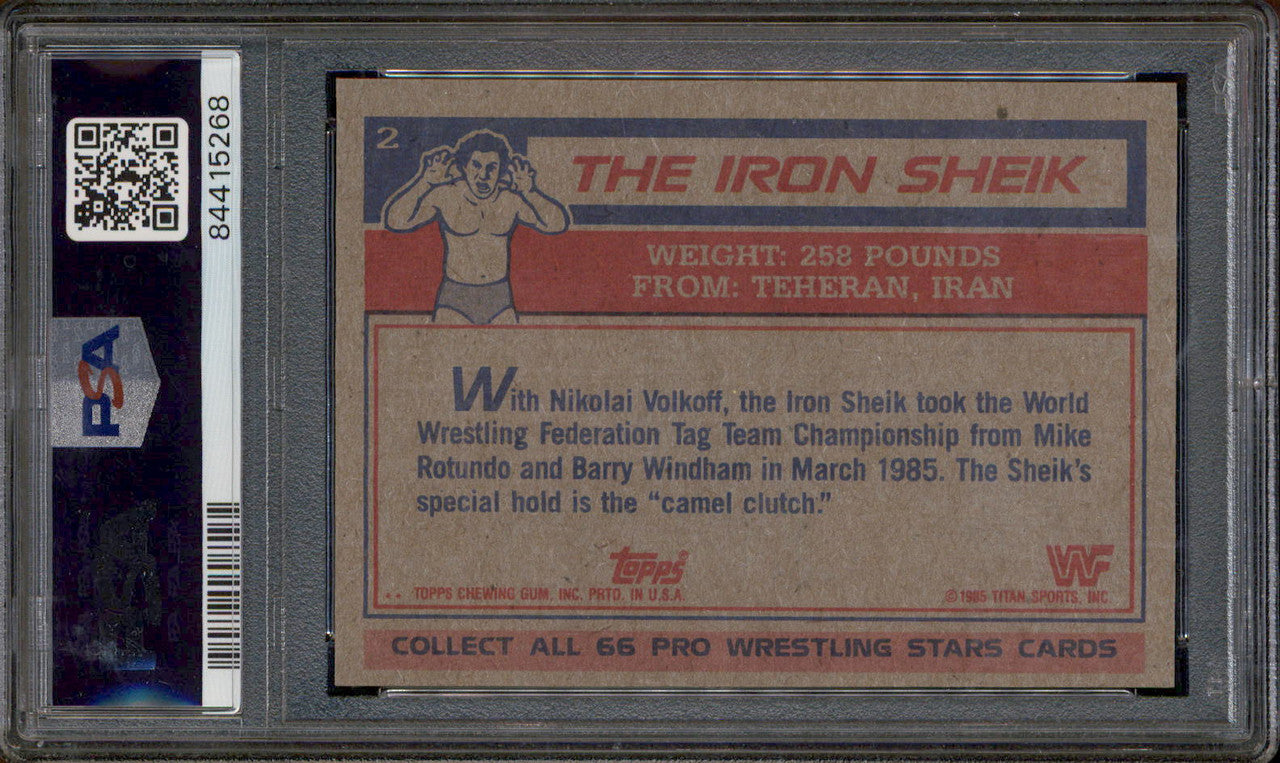 84415268
PSA
2
THE IRON SHEIK
WEIGHT: 258 POUNDS
FROM: TEHERAN, IRAN
With Nikolai Volkoff, the Iron Sheik took the World
Wrestling Federation Tag Team Championship from Mike
Rotundo and Barry Windham in March 1985. The Sheik's
special hold is the "camel clutch."
topps®
WF
** TOPPS CHEWING GUM, INC. PRTD. IN U.S.A.
©1985 TITAN SPORTS, INC.
COLLECT ALL 66 PRO WRESTLING STARS CARDS